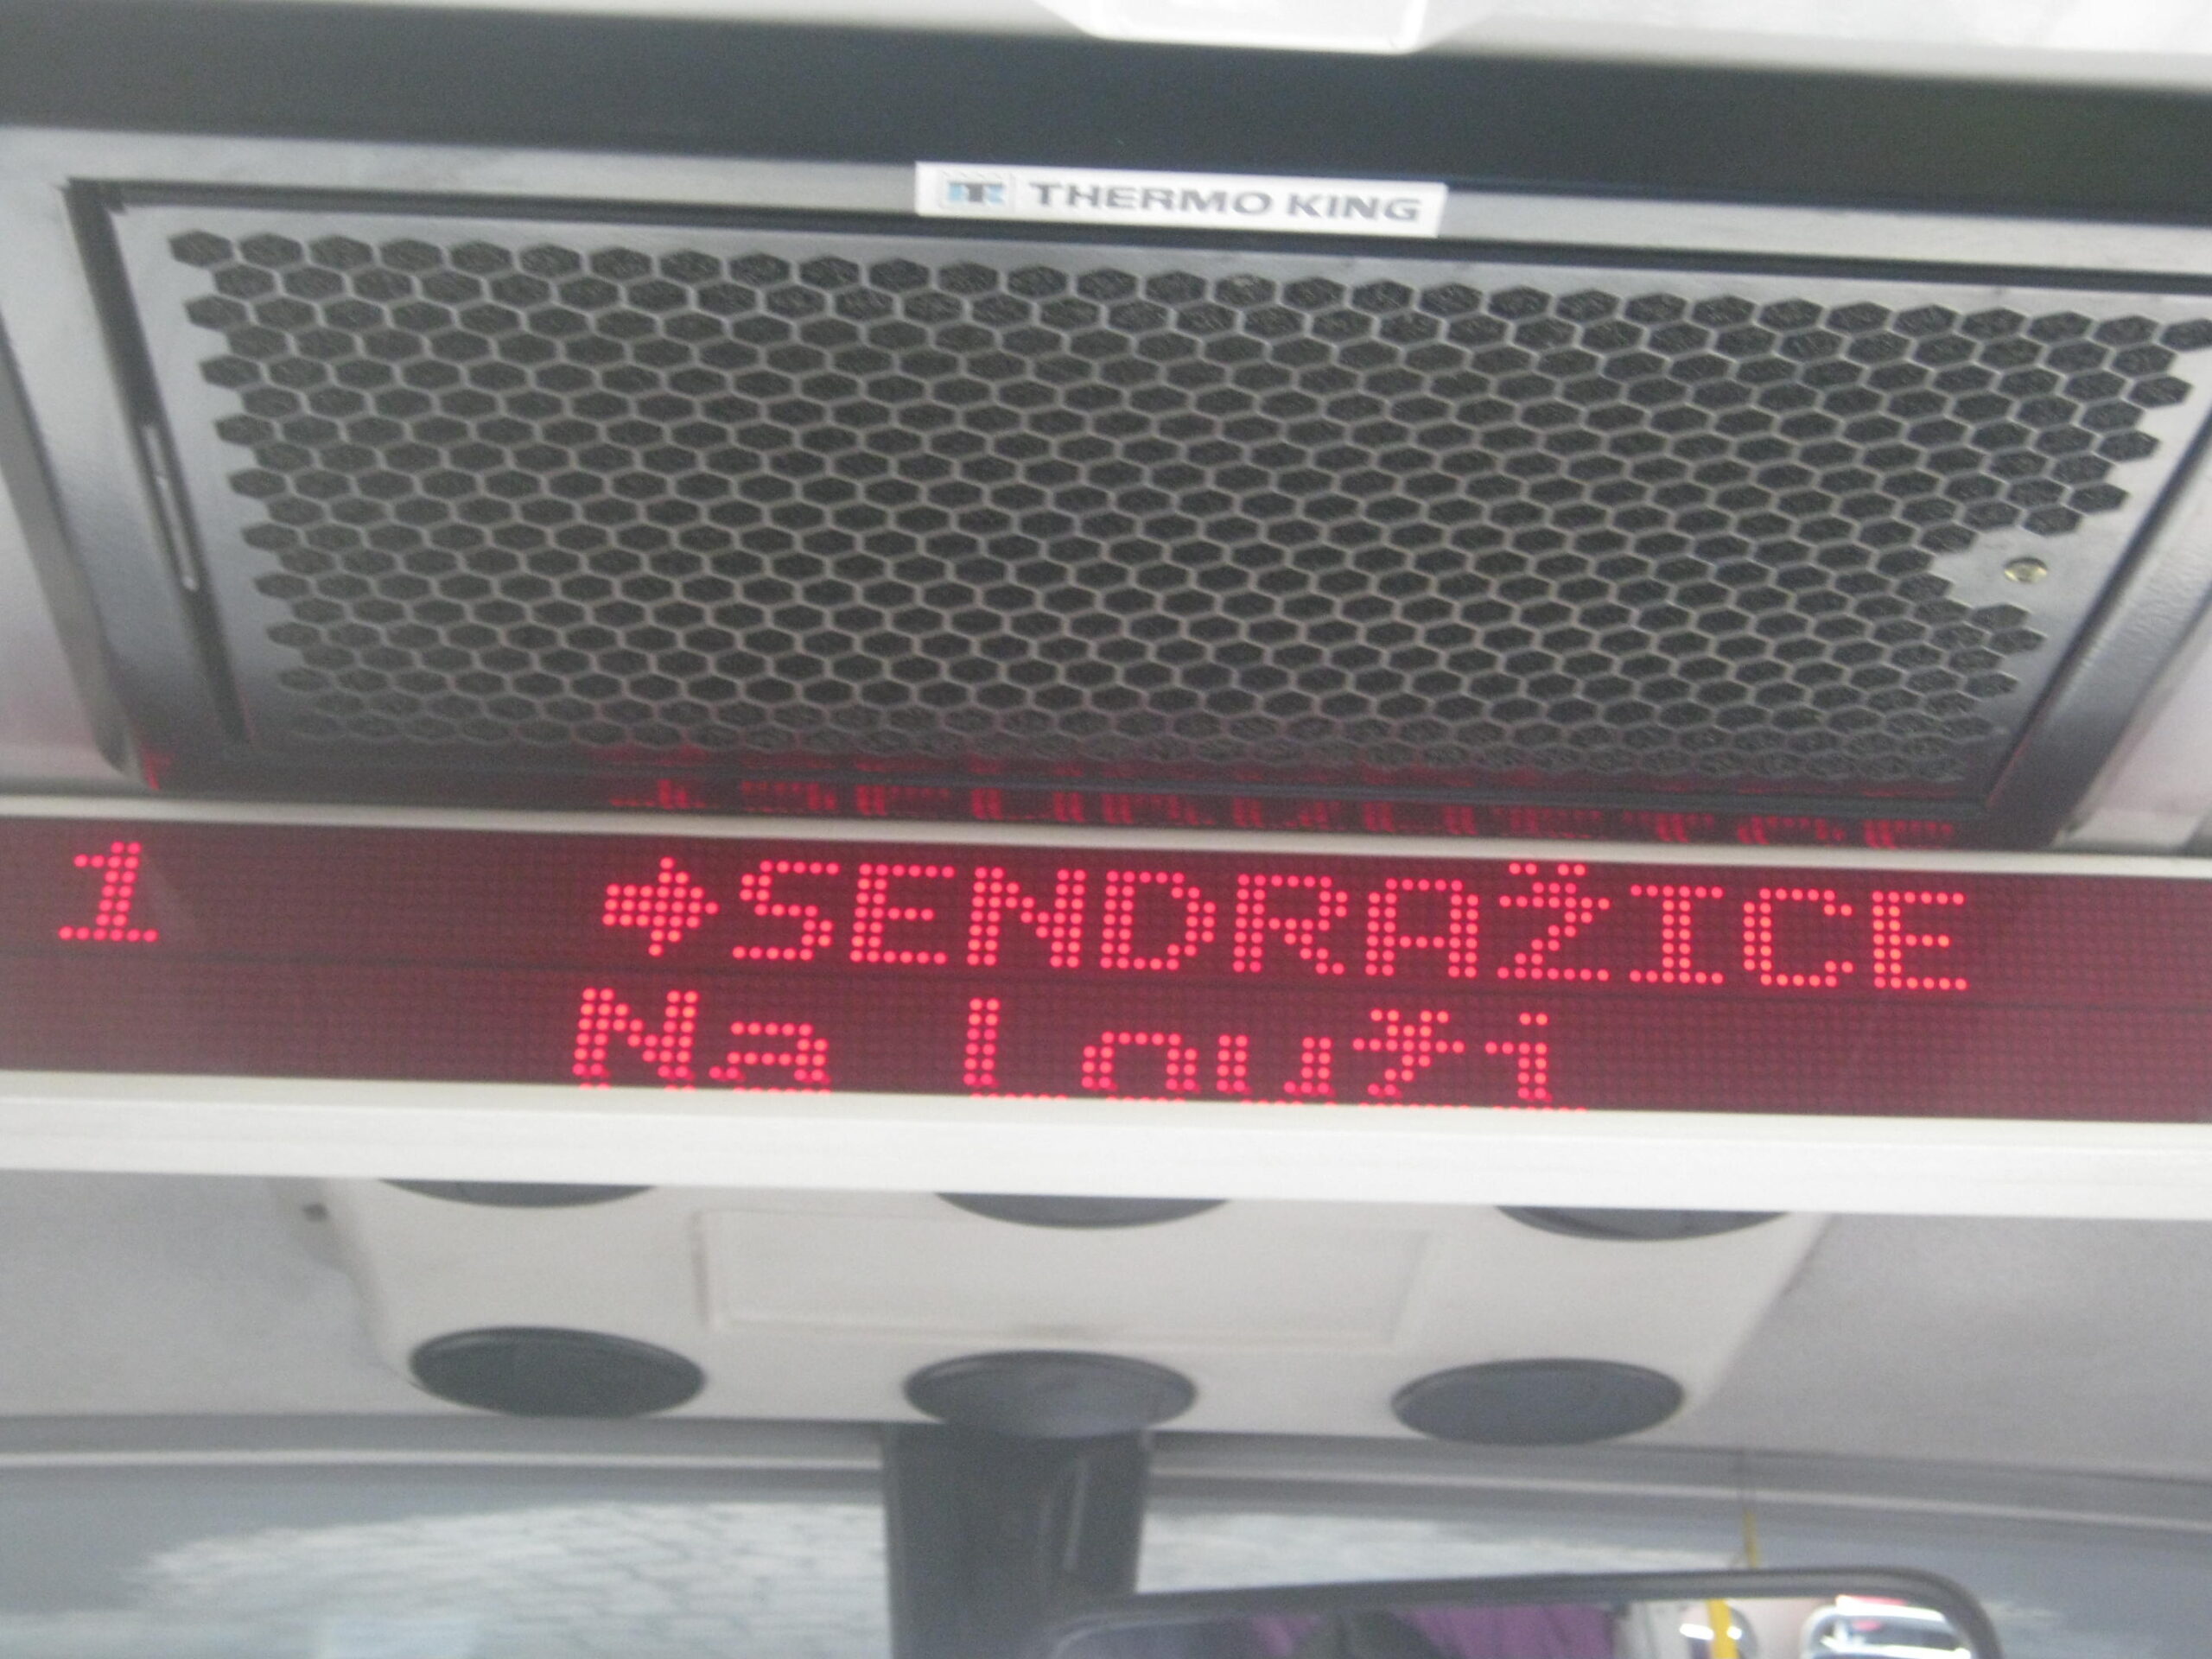 THERMO KING
1 →SENDRAŽICE
Na Louži